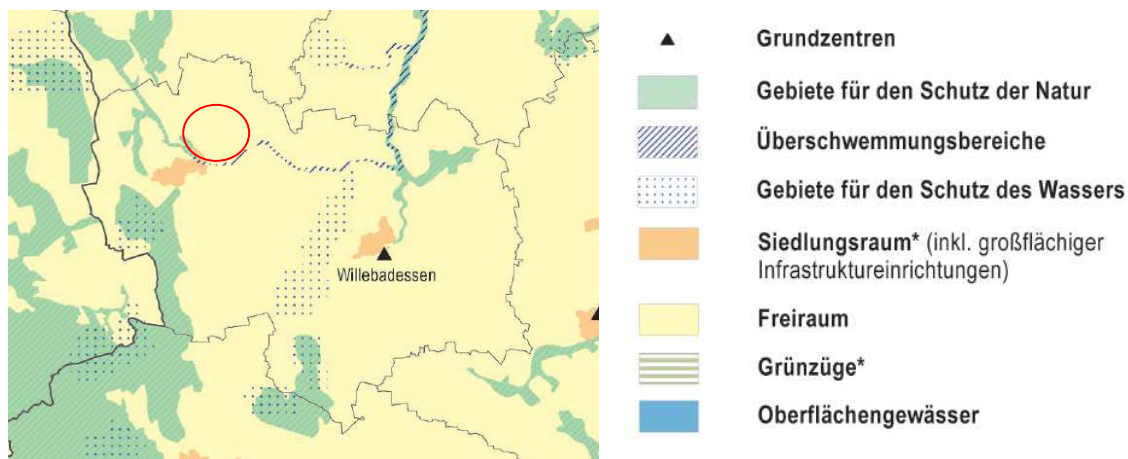 Willebadessen
Grundzentren
Gebiete für den Schutz der Natur
Überschwemmungsbereiche
Gebiete für den Schutz des Wassers
Siedlungsraum* (inkl. großflächiger
Infrastruktureinrichtungen)
Freiraum
Grünzüge*
Oberflächengewässer